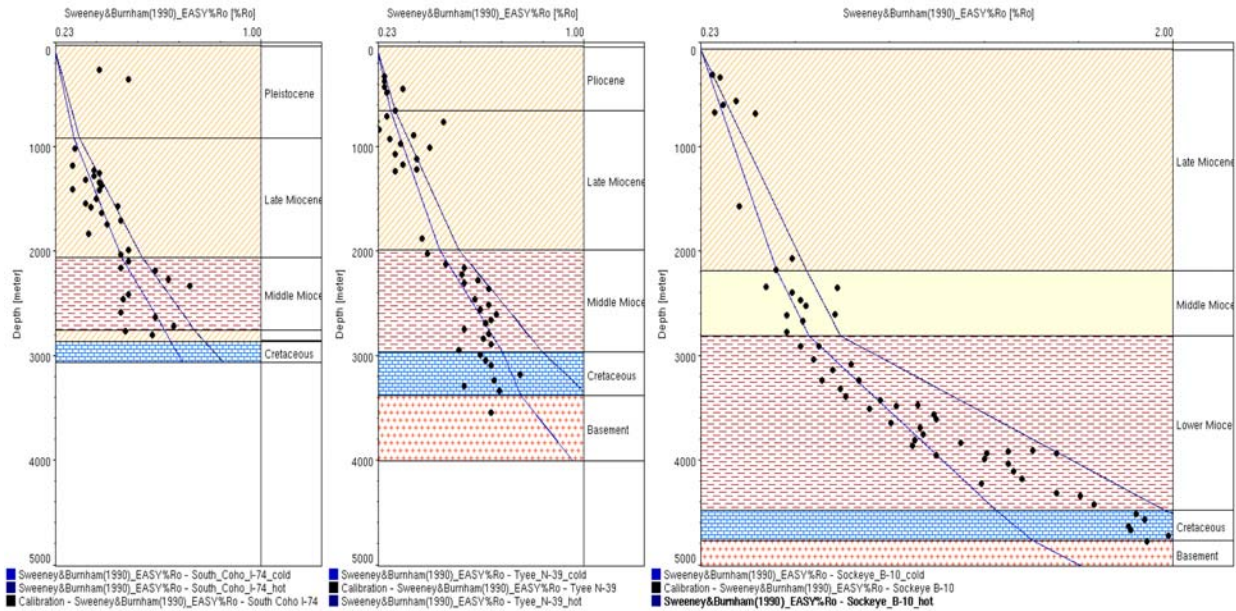 Sweeney&Burnham(1990)_EASY%Ro [%Ro]
0.23 1.00
0
1000
2000
3000
4000
5000
Depth [meter]
Pleistocene
Late Miocene
Middle Mioce
Cretaceous
Sweeney&Burnham(1990)_EASY%Ro - South_Coho_I-74_cold
Sweeney&Burnham(1990)_EASY%Ro - South_Coho_I-74_hot
Calibration - Sweeney&Burnham(1990)_EASY%Ro - South Coho I-74
Sweeney&Burnham(1990)_EASY%Ro [%Ro]
0.23 1.00
0
1000
2000
3000
4000
5000
Depth [meter]
Pliocene
Late Miocene
Middle Mioce
Cretaceous
Basement
Sweeney&Burnham(1990)_EASY%Ro - Tyee_N-39_cold
Calibration - Sweeney&Burnham(1990)_EASY%Ro - Tyee N-39
Sweeney&Burnham(1990)_EASY%Ro - Tyee_N-39_hot
Sweeney&Burnham(1990)_EASY%Ro [%Ro]
0.23 2.00
0
1000
2000
3000
4000
5000
Depth [meter]
Late Miocene
Middle Mioce
Lower Mioce
Cretaceous
Basement
Sweeney&Burnham(1990)_EASY%Ro - Sockeye_B-10_cold
Calibration - Sweeney&Burnham(1990)_EASY%Ro - Sockeye B-10
Sweeney&Burnham(1990)_EASY%Ro - Sockeye_B-10_hot